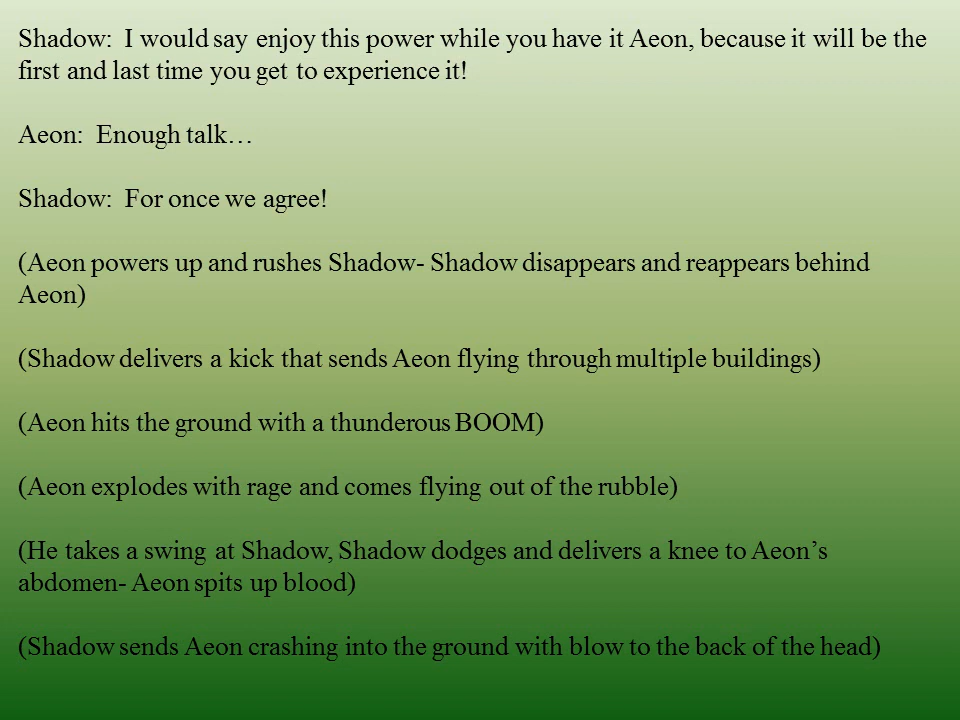 Shadow:  I would say enjoy this power while you have it Aeon, because it will be the
first and last time you get to experience it!
Aeon:  Enough talk…
Shadow:  For once we agree!
(Aeon powers up and rushes Shadow- Shadow disappears and reappears behind
Aeon)
(Shadow delivers a kick that sends Aeon flying through multiple buildings)
(Aeon hits the ground with a thunderous BOOM)
(Aeon explodes with rage and comes flying out of the rubble)
(He takes a swing at Shadow, Shadow dodges and delivers a knee to Aeon’s
abdomen- Aeon spits up blood)
(Shadow sends Aeon crashing into the ground with blow to the back of the head)